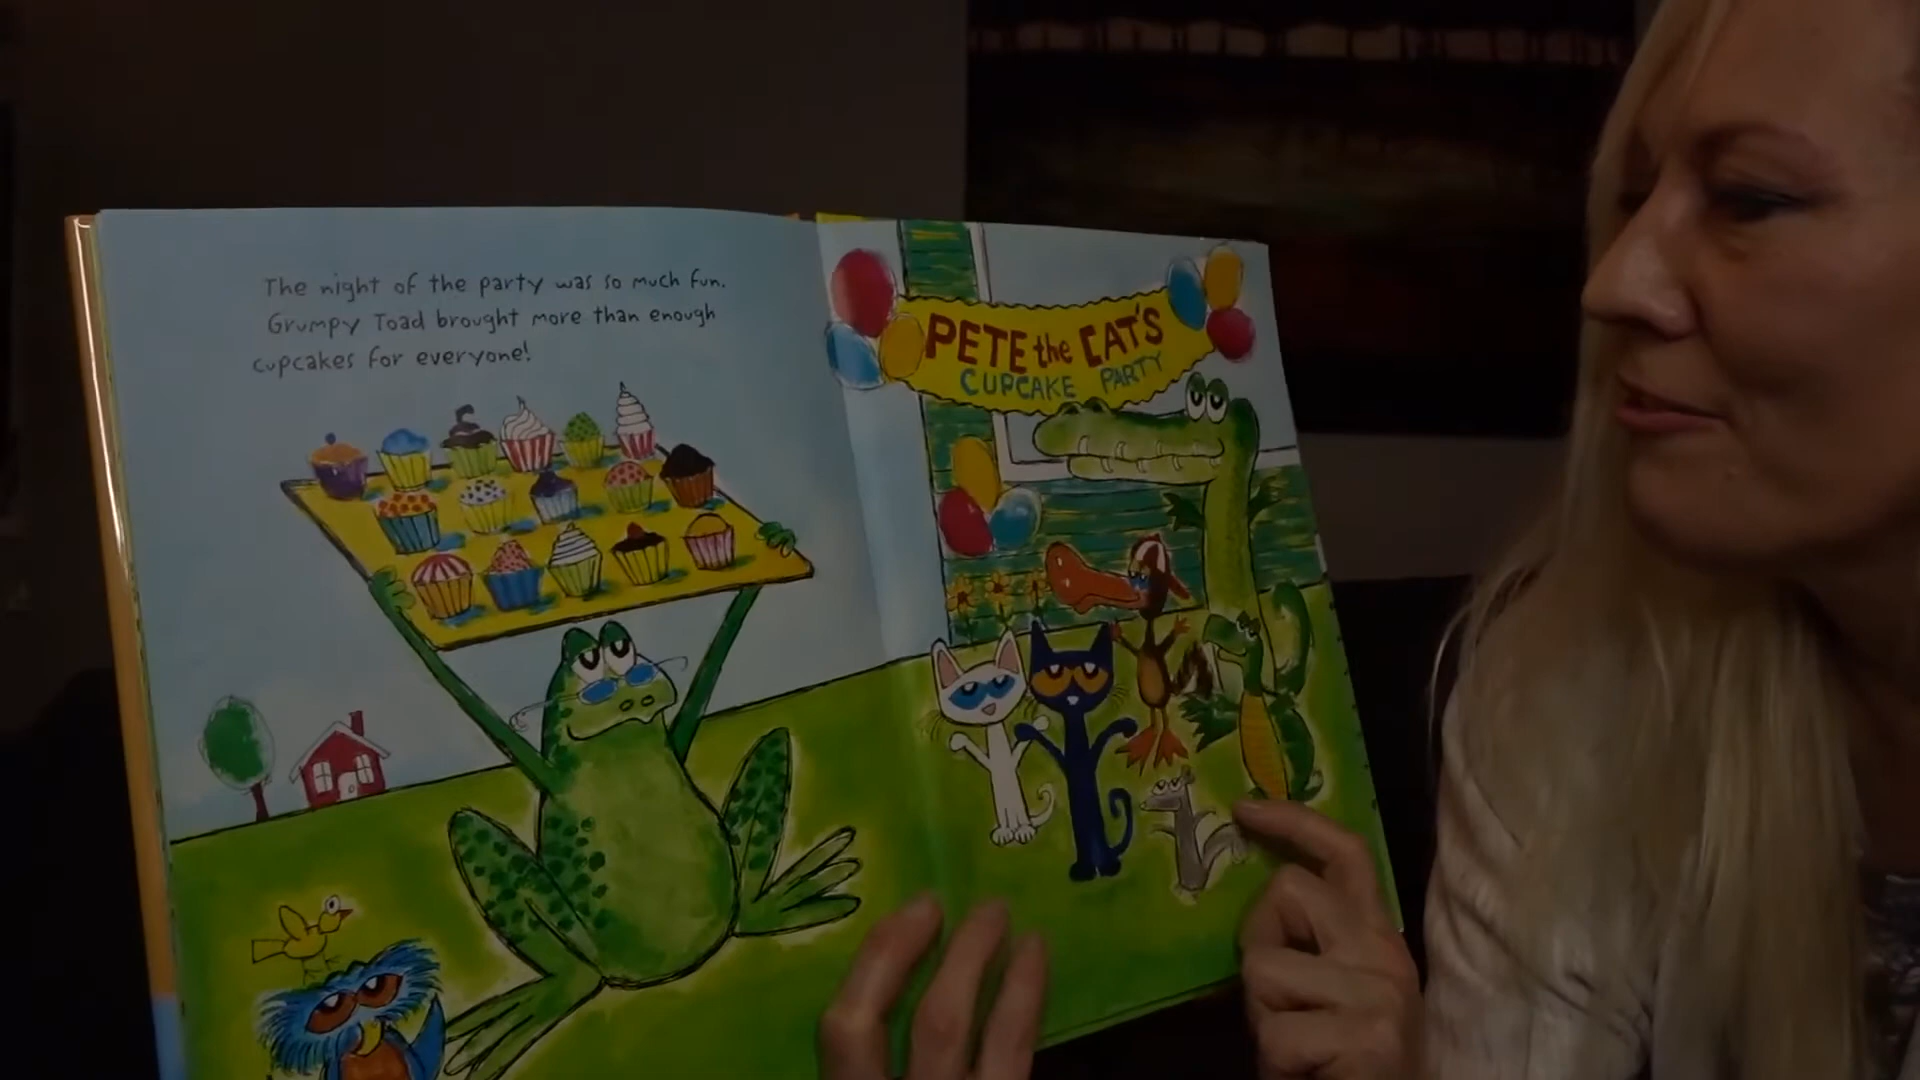 The night of the party was so much fun.
Grumpy Toad brought more than enough
cupcakes for everyone!
PETE the CAT'S
CUPCAKE PARTY